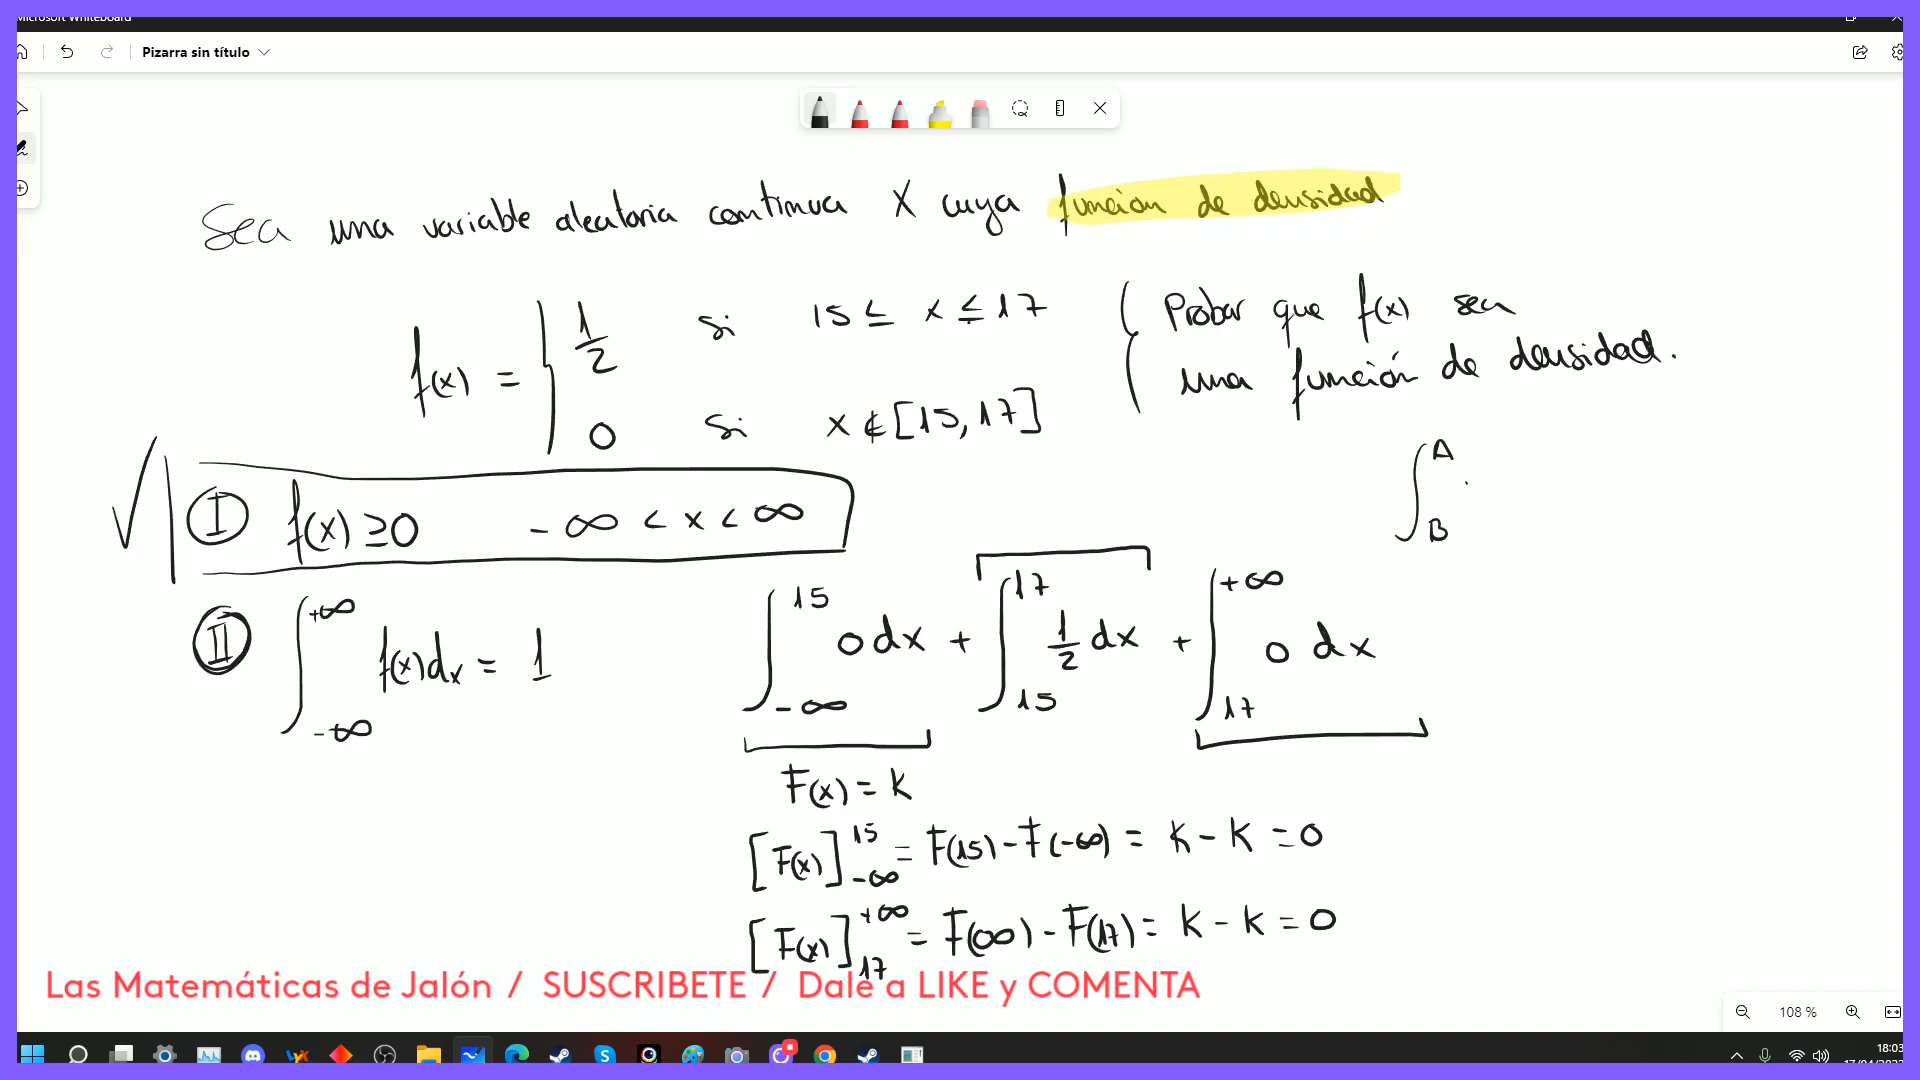 Microsoft Whiteboard
Pizarra sin título
Sea una variable aleatoria continua X cuya función de densidad
f(x) = { 1/2 si 15 ≤ x ≤ 17
0 si x ∉ [15, 17]
Probar que f(x) sea
una función de densidad.
∫ A B
I f(x) ≥ 0 -∞ < x < ∞
II ∫ +∞ -∞ f(x)dx = 1
∫ 15 -∞ 0dx + ∫ 17 15 1/2 dx + ∫ +∞ 17 0 dx
F(x) = K
[F(x)] 15 -∞ = F(15) - F(-∞) = K - K = 0
[F(x)] +∞ 17 = F(∞) - F(17) = K - K = 0
Las Matemáticas de Jalón / SUSCRIBETE / Dale a LIKE y COMENTA
108 %
18:03